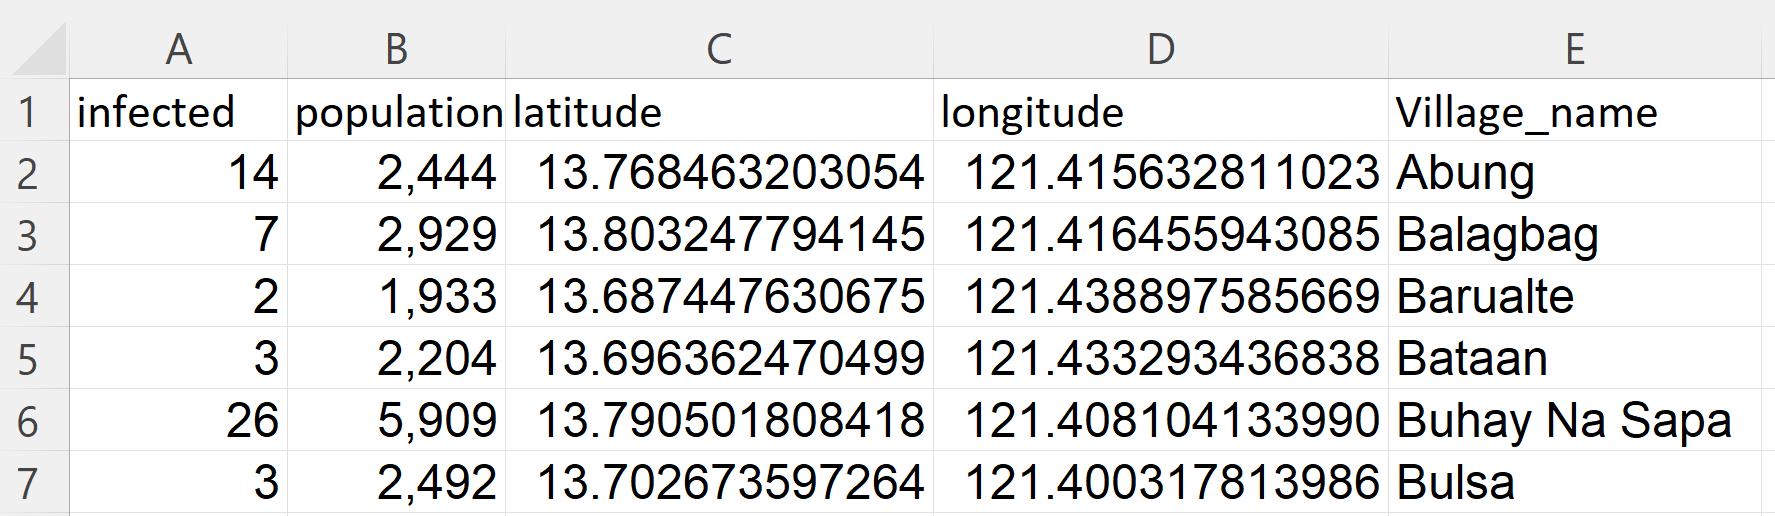 A B C D E
1 infected population latitude longitude Village_name
2 14 2,444 13.768463203054 121.415632811023 Abung
3 7 2,929 13.803247794145 121.416455943085 Balagbag
4 2 1,933 13.687447630675 121.438897585669 Barualte
5 3 2,204 13.696362470499 121.433293436838 Bataan
6 26 5,909 13.790501808418 121.408104133990 Buhay Na Sapa
7 3 2,492 13.702673597264 121.400317813986 Bulsa